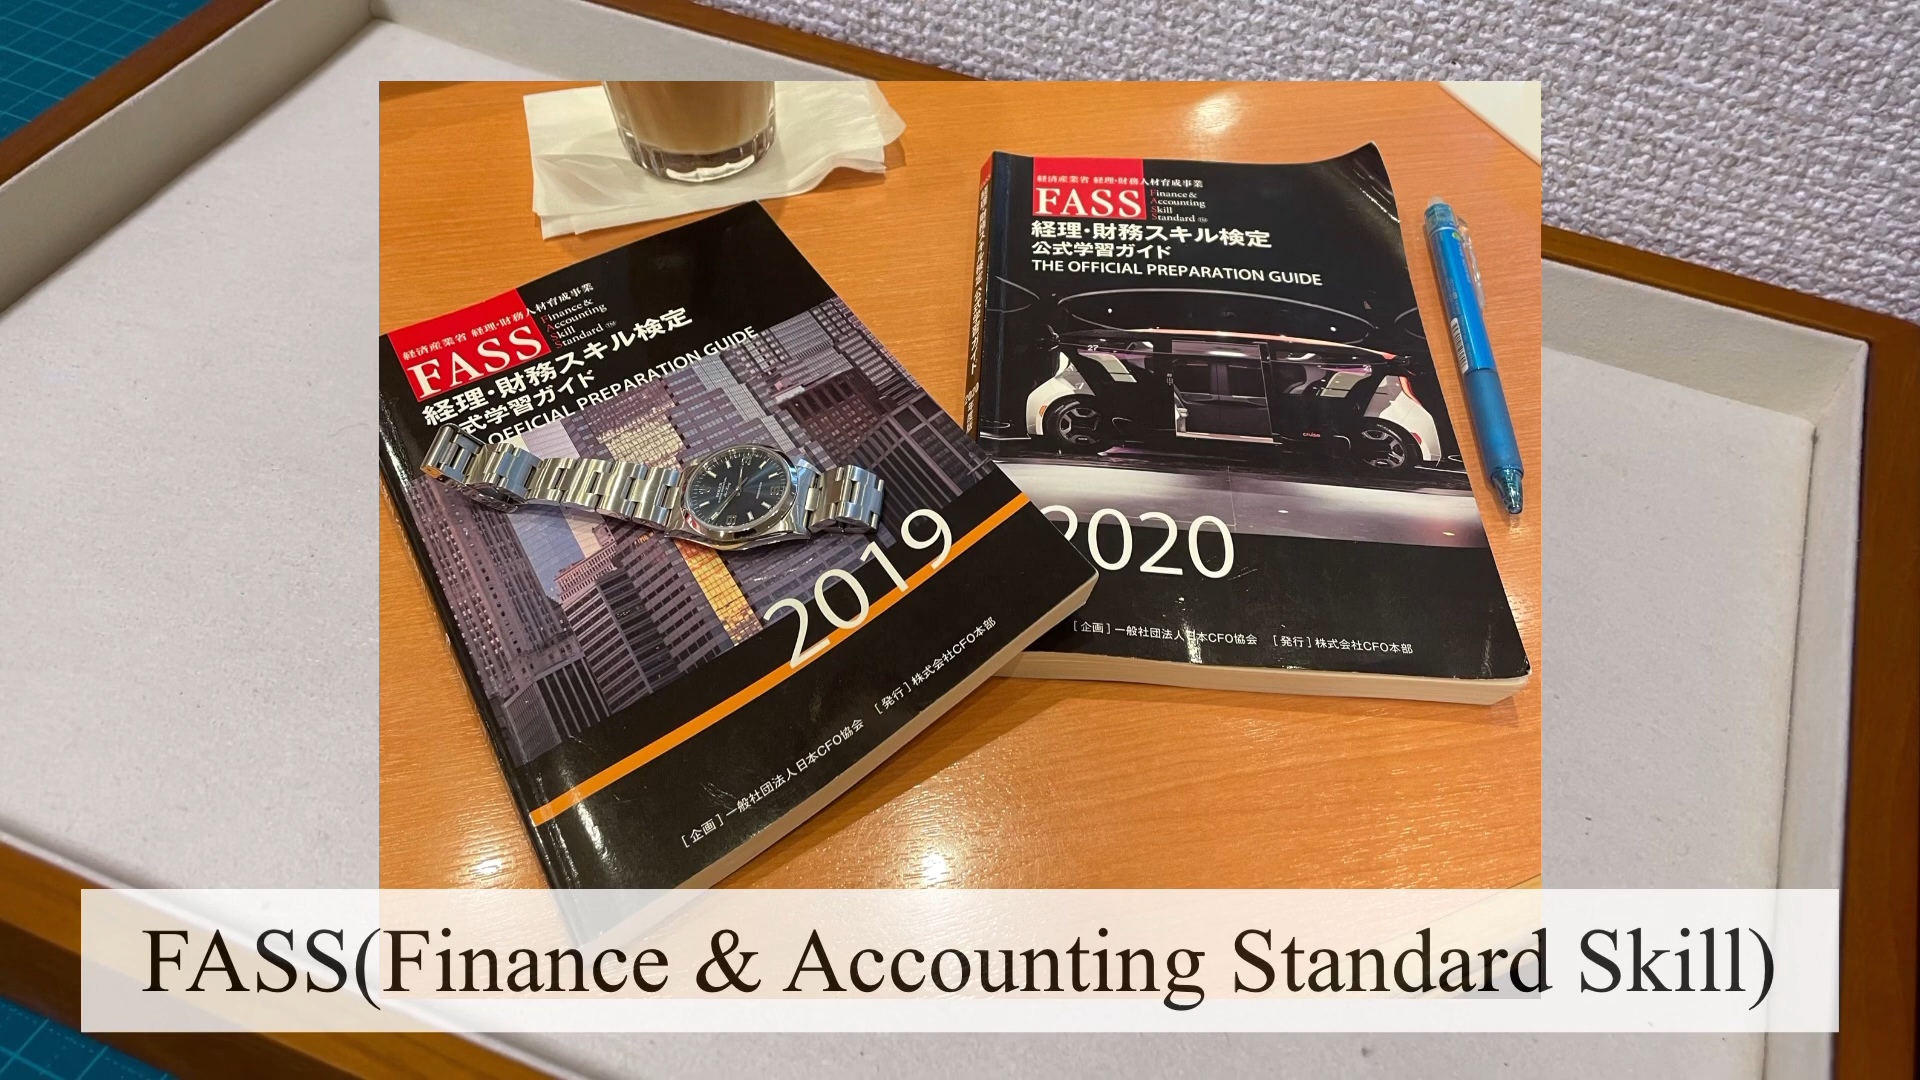 経済産業省 経理・財務人材育成事業
FASS
Finance &
Accounting
Skill
Standard
経理・財務スキル検定
式学習ガイド
OFFICIAL PREPARATION GUIDE
2019
[企画]一般社団法人日本CFO協会 [発行]株式会社CFO本部
経済産業省 経理・財務人材育成事業
FASS
Finance &
Accounting
Skill
Standard
経理・財務スキル検定
公式学習ガイド
THE OFFICIAL PREPARATION GUIDE
27
cruise
2020
[企画]一般社団法人日本CFO協会 [発行]株式会社CFO本部
FASS(Finance & Accounting Standard Skill)